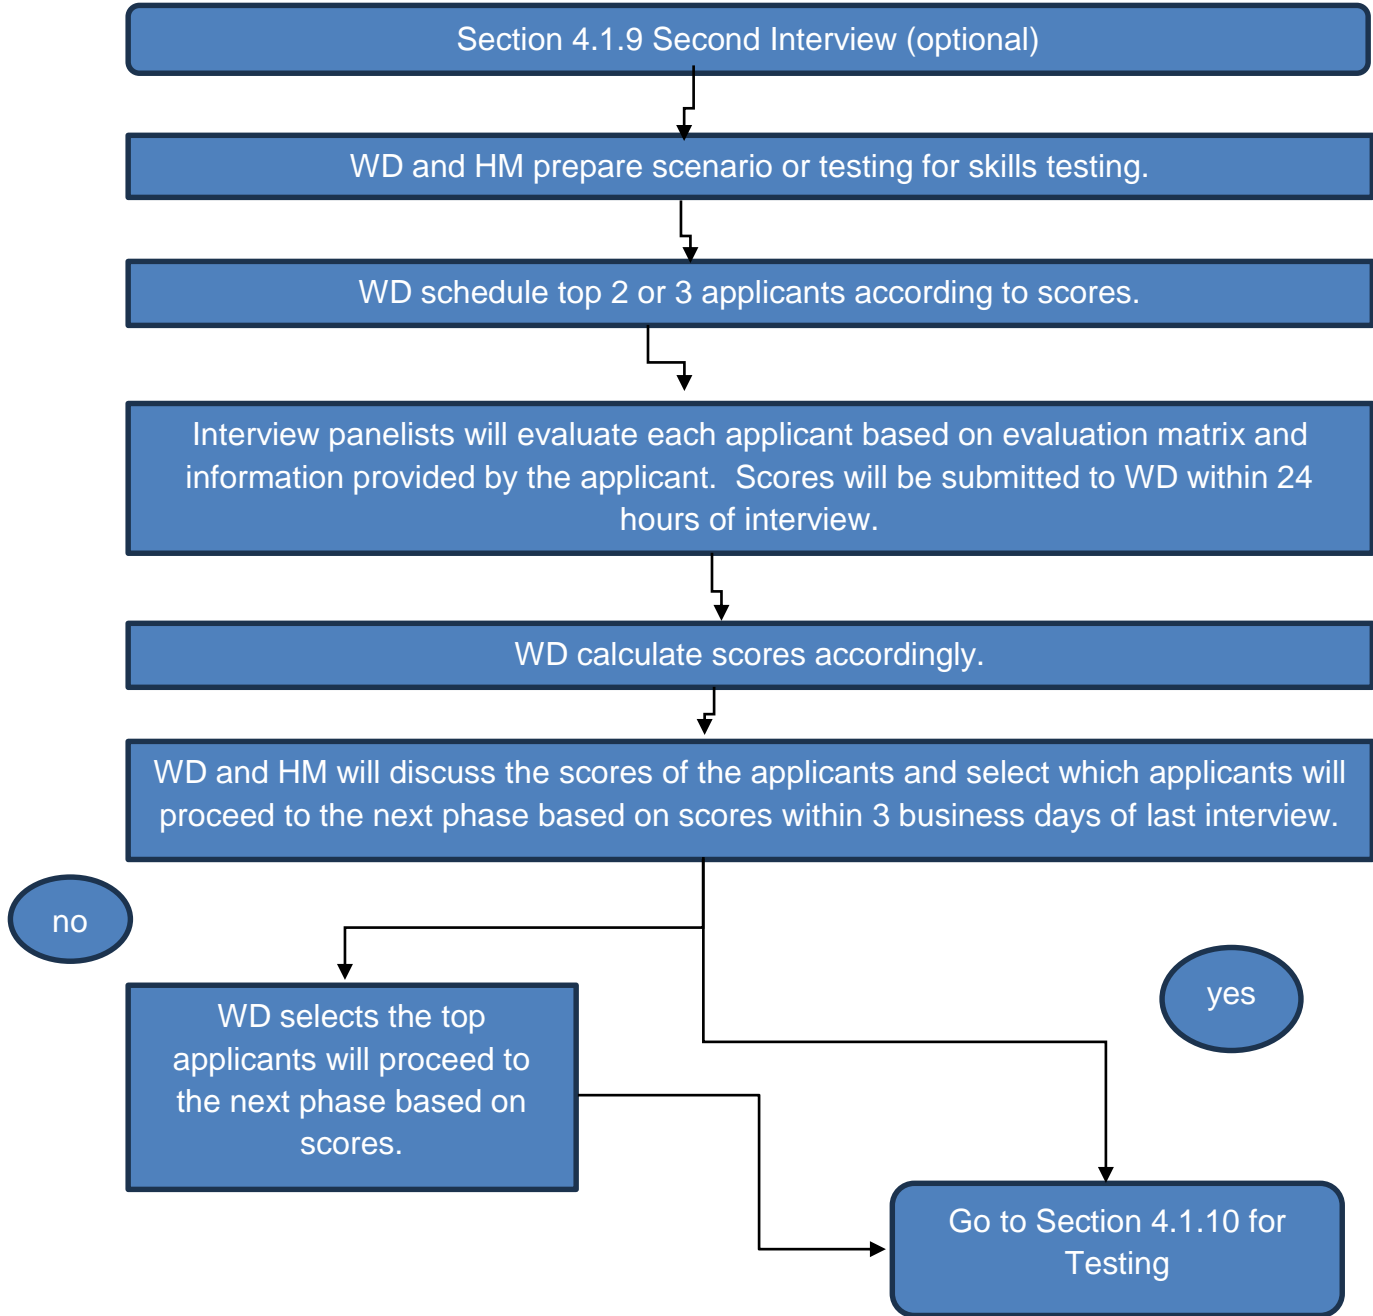 Section 4.1.9 Second Interview (optional)
WD and HM prepare scenario or testing for skills testing.
WD schedule top 2 or 3 applicants according to scores.
Interview panelists will evaluate each applicant based on evaluation matrix and
information provided by the applicant.  Scores will be submitted to WD within 24
hours of interview.
WD calculate scores accordingly.
WD and HM will discuss the scores of the applicants and select which applicants will
proceed to the next phase based on scores within 3 business days of last interview.
no
yes
WD selects the top
applicants will proceed to
the next phase based on
scores.
Go to Section 4.1.10 for
Testing